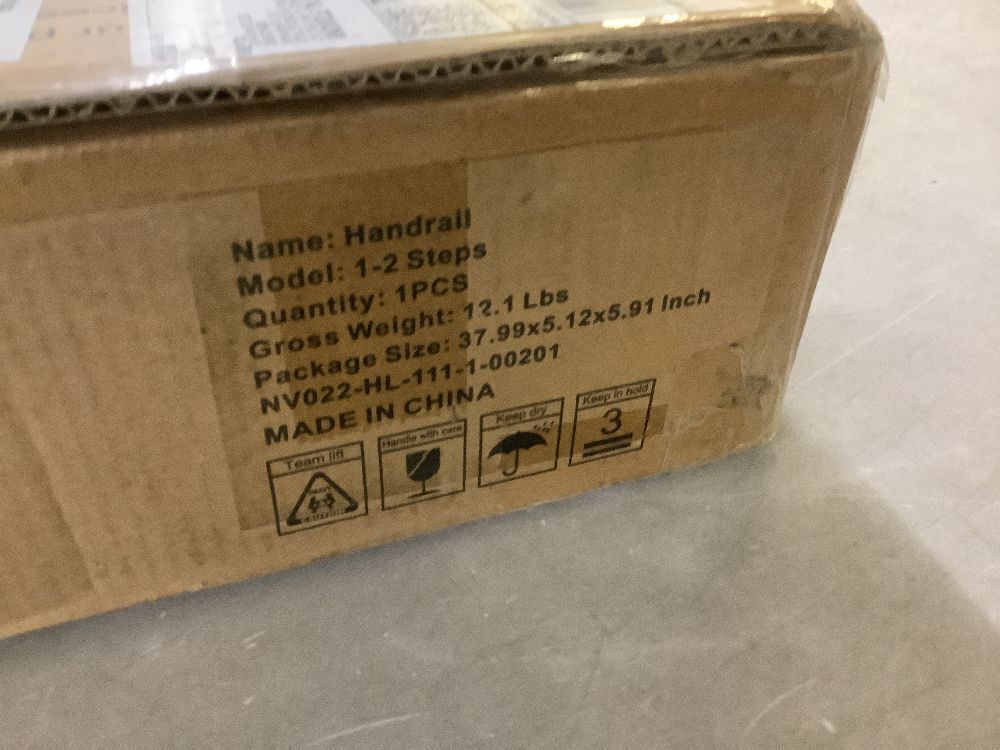 Name: Handrail
Model: 1-2 Steps
Quantity: 1PCS
Gross Weight: 12.1 Lbs
Package Size: 37.99x5.12x5.91 Inch
NV022-HL-111-1-00201
MADE IN CHINA
Team lift
CAUTION
Handle with care
Keep dry
Keep in hold
3